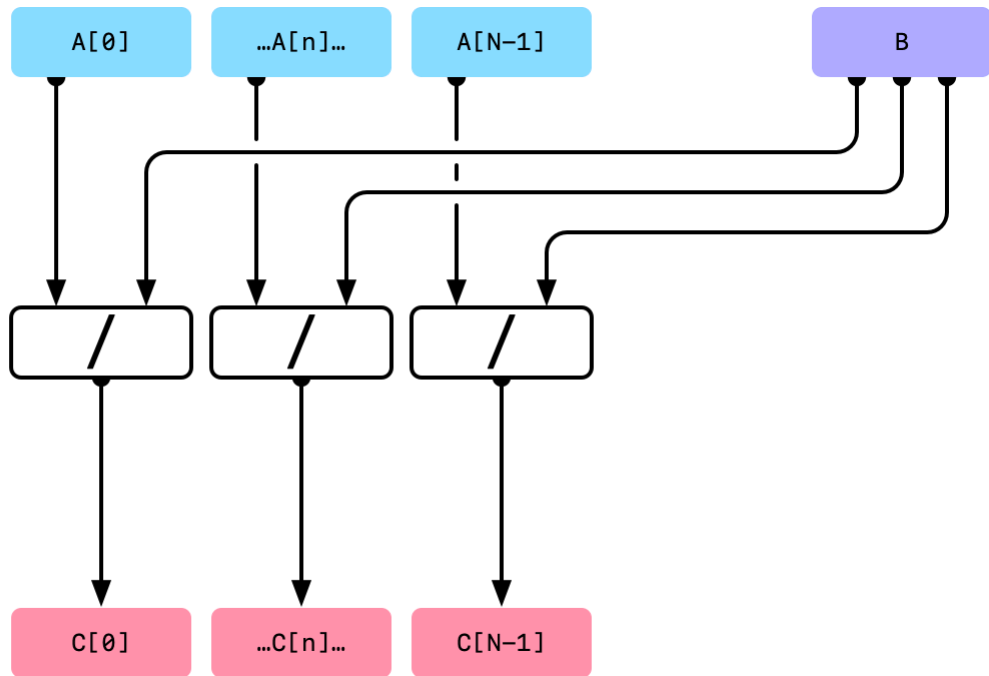 A[0]
…A[n]…
A[N−1]
B
/
/
/
C[0]
…C[n]…
C[N−1]